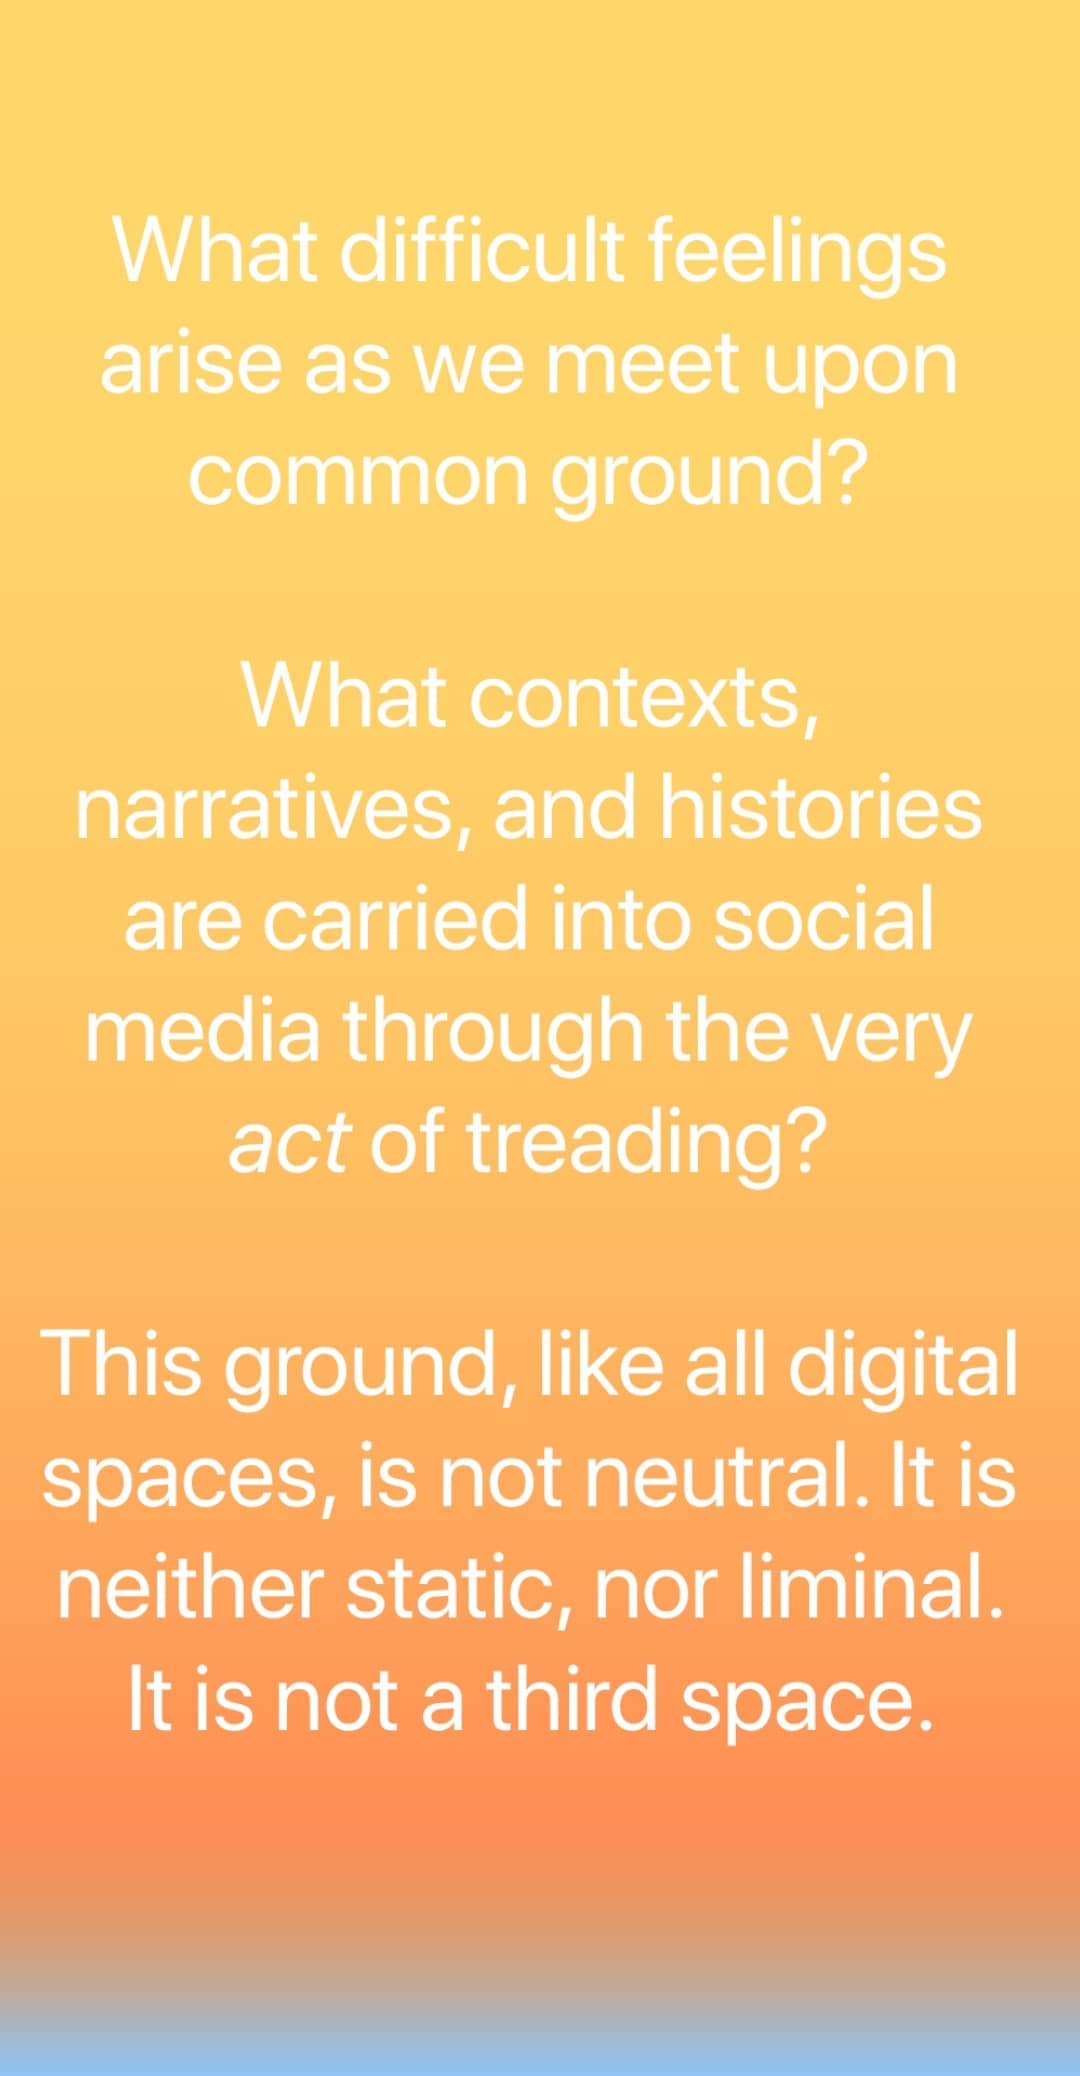 What difficult feelings
arise as we meet upon
common ground?
What contexts,
narratives, and histories
are carried into social
media through the very
act of treading?
This ground, like all digital
spaces, is not neutral. It is
neither static, nor liminal.
It is not a third space.